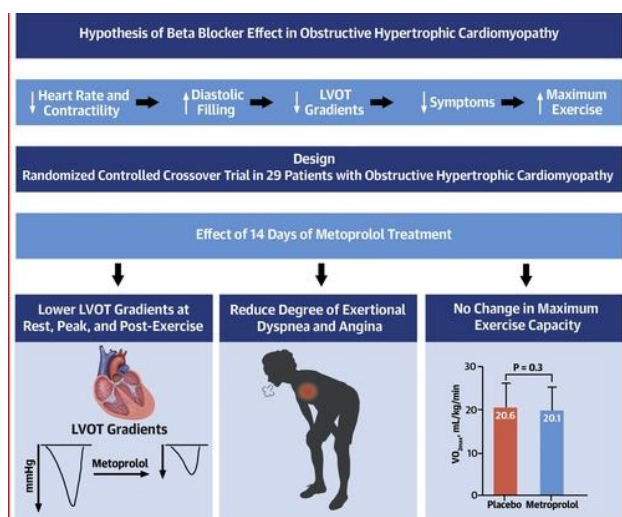 Hypothesis of Beta Blocker Effect in Obstructive Hypertrophic Cardiomyopathy
↓ Heart Rate and
Contractility
↑ Diastolic
Filling
↓ LVOT
Gradients
↓ Symptoms
↑ Maximum
Exercise
Design
Randomized Controlled Crossover Trial in 29 Patients with Obstructive Hypertrophic Cardiomyopathy
Effect of 14 Days of Metoprolol Treatment
Lower LVOT Gradients at
Rest, Peak, and Post-Exercise
LVOT Gradients
mmHg
Metoprolol
Reduce Degree of Exertional
Dyspnea and Angina
No Change in Maximum
Exercise Capacity
VO2max, mL/kg/min
30
20
10
0
P = 0.3
20.6
20.1
Placebo
Metroprolol